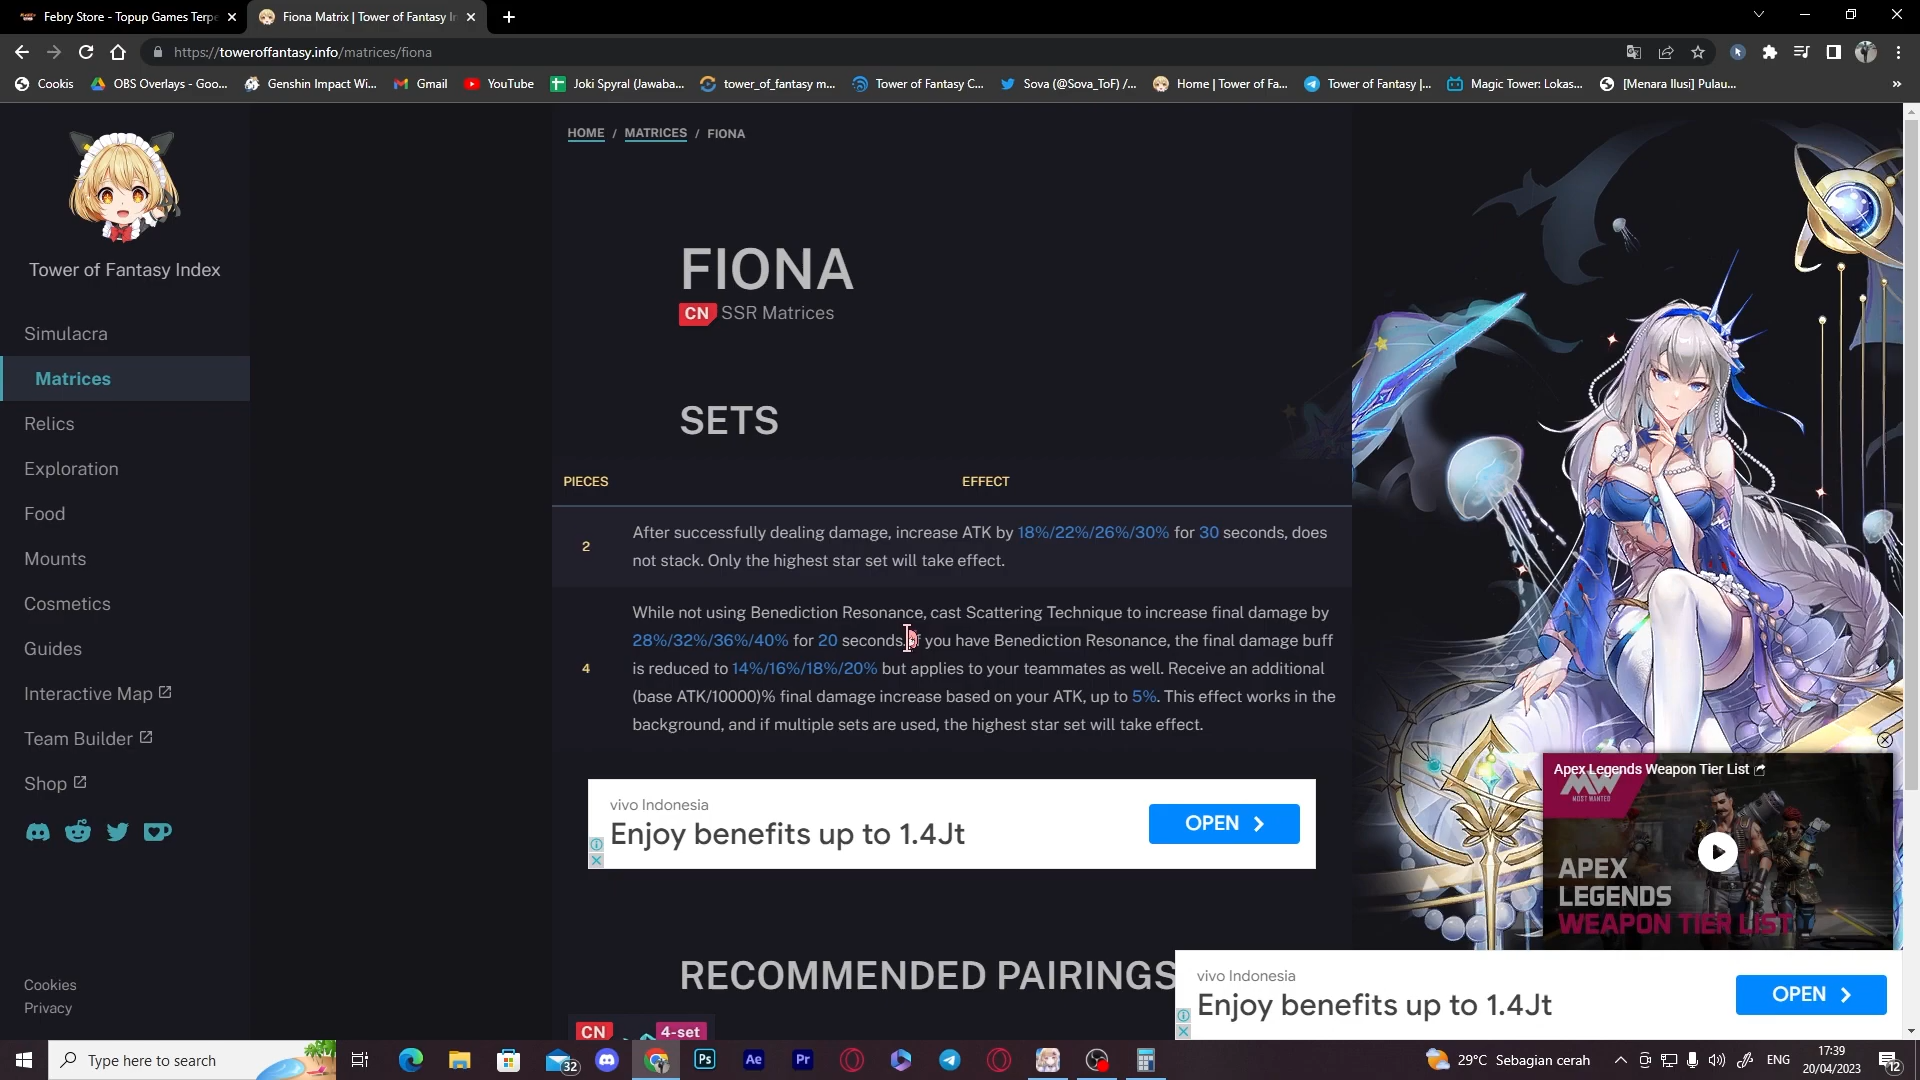 Febry Store - Topup Games Terpe
Fiona Matrix | Tower of Fantasy In
https://toweroffantasy.info/matrices/fiona
Cookis
OBS Overlays - Goo...
Genshin Impact Wi...
Gmail
YouTube
Joki Spyral (Jawaba...
tower_of_fantasy m...
Tower of Fantasy C...
Sova (@Sova_ToF) /...
Home | Tower of Fa...
Tower of Fantasy |...
Magic Tower: Lokas...
[Menara Ilusi] Pulau...
Tower of Fantasy Index
Simulacra
Matrices
Relics
Exploration
Food
Mounts
Cosmetics
Guides
Interactive Map
Team Builder
Shop
Cookies
Privacy
HOME / MATRICES / FIONA
FIONA
CN SSR Matrices
SETS
PIECES EFFECT
2
After successfully dealing damage, increase ATK by 18%/22%/26%/30% for 30 seconds, does
not stack. Only the highest star set will take effect.
4
While not using Benediction Resonance, cast Scattering Technique to increase final damage by
28%/32%/36%/40% for 20 seconds. If you have Benediction Resonance, the final damage buff
is reduced to 14%/16%/18%/20% but applies to your teammates as well. Receive an additional
(base ATK/10000)% final damage increase based on your ATK, up to 5%. This effect works in the
background, and if multiple sets are used, the highest star set will take effect.
vivo Indonesia
Enjoy benefits up to 1.4Jt
OPEN
RECOMMENDED PAIRINGS
CN
4-set
Apex Legends Weapon Tier List
MOST WANTED
APEX
LEGENDS
WEAPON TIER LIST
vivo Indonesia
Enjoy benefits up to 1.4Jt
OPEN
Type here to search
32
Ps
Ae
Pr
29°C Sebagian cerah
ENG
17:39
20/04/2023
12